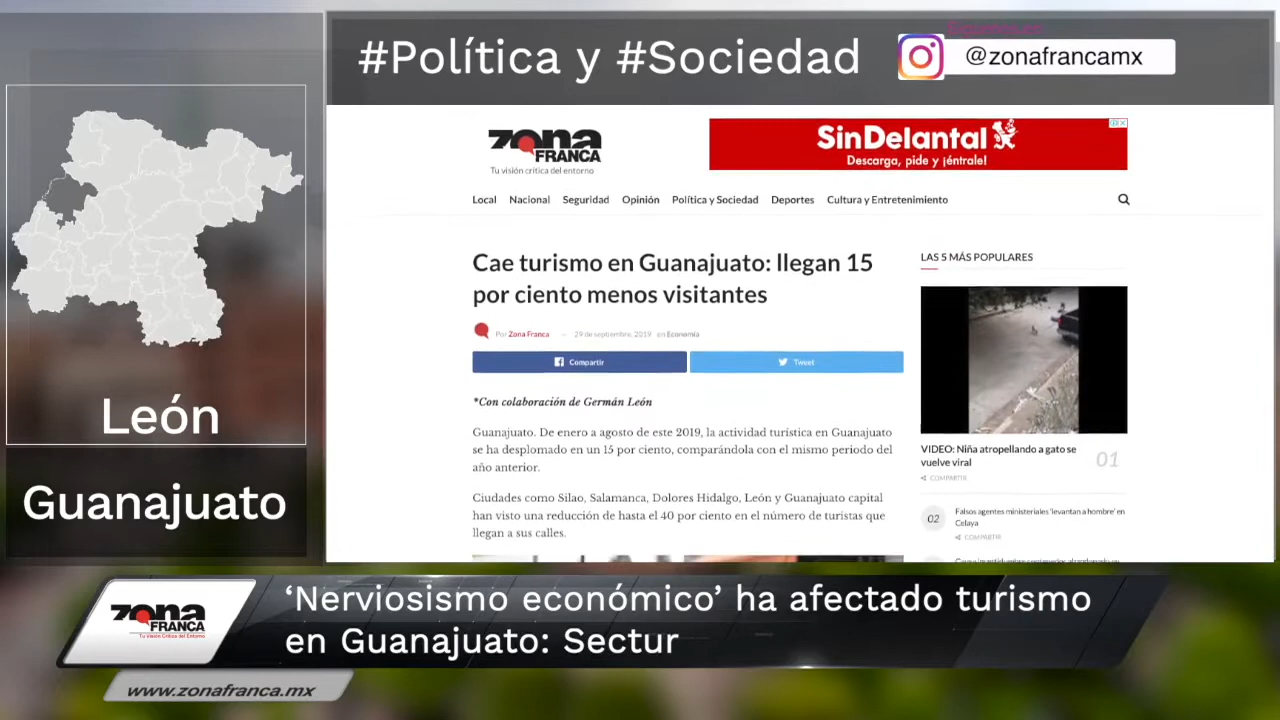 #Política y #Sociedad
Síguenos en:
@zonafrancamx
León
Guanajuato
zona
FRANCA
Tu visión crítica del entorno
SinDelantal
Descarga, pide y ¡éntrale!
Local Nacional Seguridad Opinión Política y Sociedad Deportes Cultura y Entretenimiento
Cae turismo en Guanajuato: llegan 15
por ciento menos visitantes
Por Zona Franca — 29 de septiembre, 2019 en Economía
Compartir
Tweet
*Con colaboración de Germán León
Guanajuato. De enero a agosto de este 2019, la actividad turística en Guanajuato
se ha desplomado en un 15 por ciento, comparándola con el mismo periodo del
año anterior.
Ciudades como Silao, Salamanca, Dolores Hidalgo, León y Guanajuato capital
han visto una reducción de hasta el 40 por ciento en el número de turistas que
llegan a sus calles.
LAS 5 MÁS POPULARES
VIDEO: Niña atropellando a gato se
vuelve viral
01
COMPARTIR
02
Falsos agentes ministeriales 'levantan a hombre' en
Celaya
COMPARTIR
zona
FRANCA
Tu Visión Crítica del Entorno
‘Nerviosismo económico’ ha afectado turismo
en Guanajuato: Sectur
www.zonafranca.mx